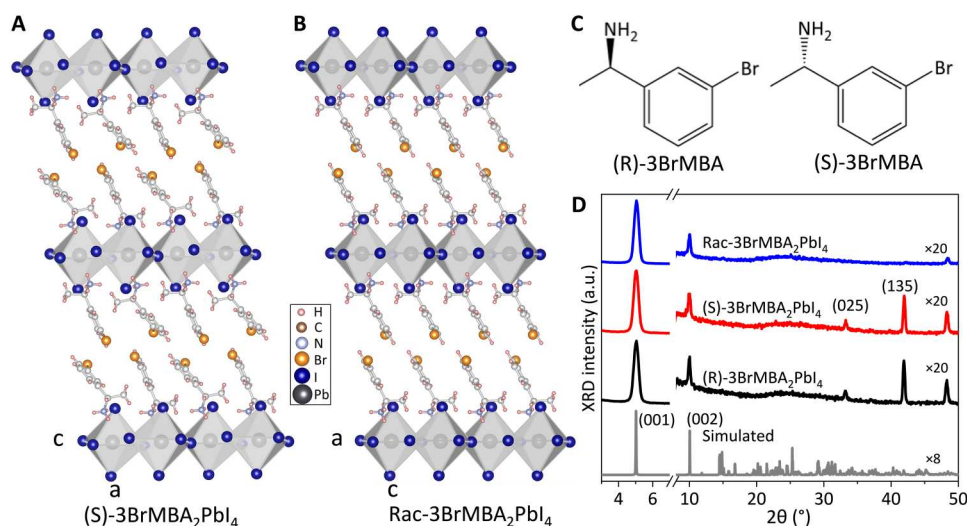 A
c
a
(S)-3BrMBA₂PbI₄
B
H
C
N
Br
I
Pb
a
c
Rac-3BrMBA₂PbI₄
C
NH₂
Br
(R)-3BrMBA
NH₂
Br
(S)-3BrMBA
D
XRD intensity (a.u.)
Rac-3BrMBA₂PbI₄
×20
(S)-3BrMBA₂PbI₄
(025)
(135)
×20
(R)-3BrMBA₂PbI₄
×20
(001)
(002)
Simulated
×8
4 6 10 20 30 40 50
2θ (°)